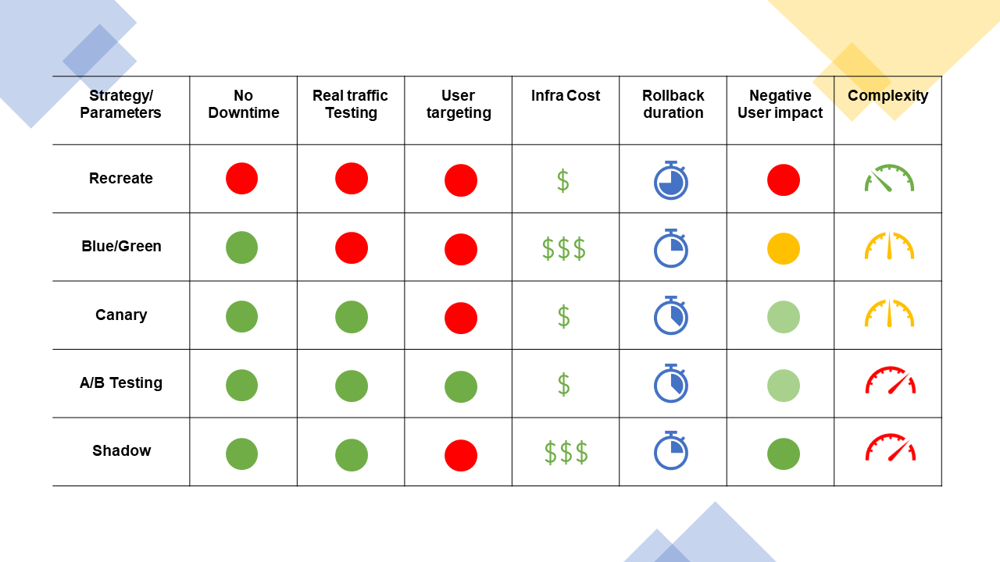 Strategy/
Parameters
No
Downtime
Real traffic
Testing
User
targeting
Infra Cost
Rollback
duration
Negative
User impact
Complexity
Recreate
$
Blue/Green
$$$
Canary
$
A/B Testing
$
Shadow
$$$